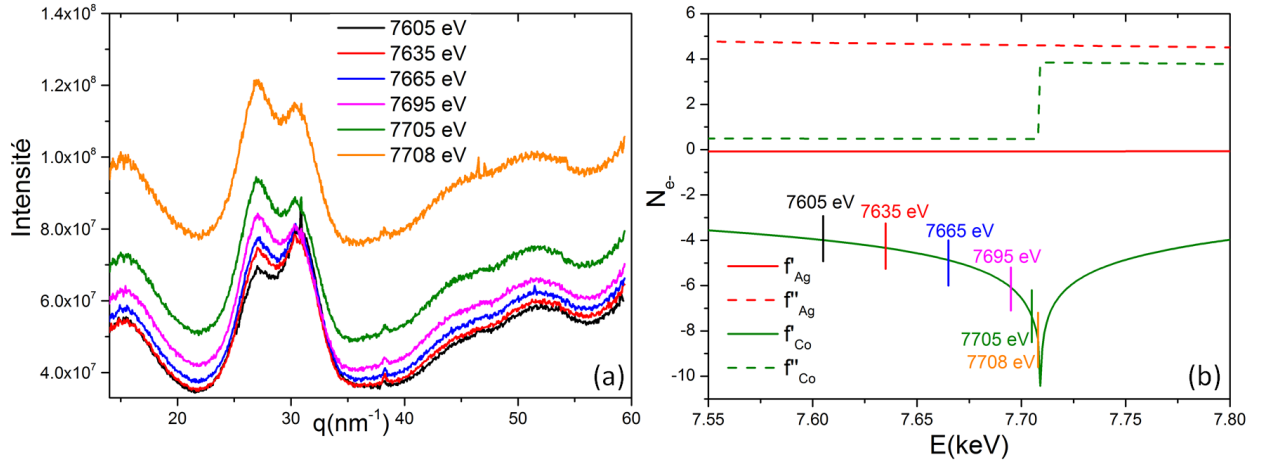 1.4x10⁸
1.2x10⁸
1.0x10⁸
8.0x10⁷
6.0x10⁷
4.0x10⁷
Intensité
7605 eV
7635 eV
7665 eV
7695 eV
7705 eV
7708 eV
(a)
20 30 40 50 60
q(nm⁻¹)
6
4
2
0
-2
-4
-6
-8
-10
Nₑ₋
7605 eV
7635 eV
7665 eV
7695 eV
7705 eV
7708 eV
f'Ag
f''Ag
f'Co
f''Co
(b)
7.55 7.60 7.65 7.70 7.75 7.80
E(keV)